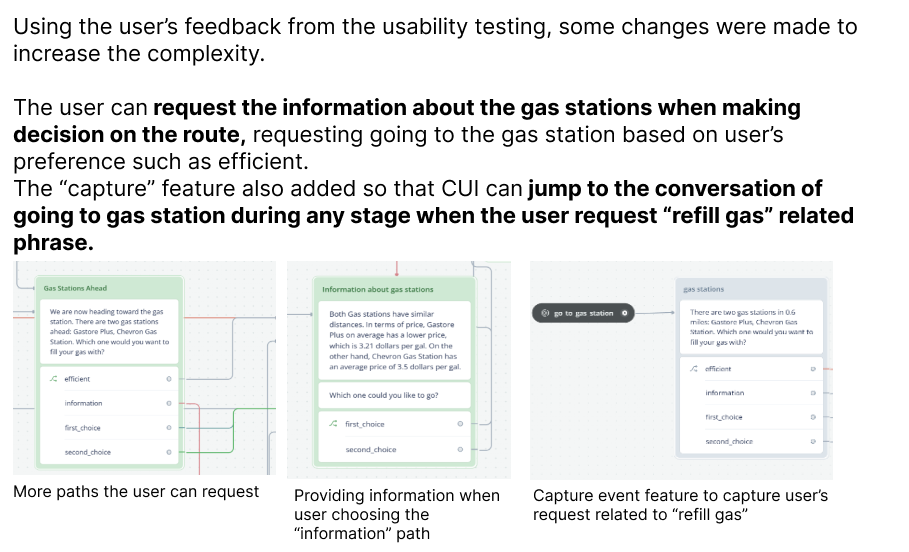 Using the user's feedback from the usability testing, some changes were made to
increase the complexity.
The user can request the information about the gas stations when making
decision on the route, requesting going to the gas station based on user's
preference such as efficient.
The “capture” feature also added so that CUI can jump to the conversation of
going to gas station during any stage when the user request “refill gas” related
phrase.
Gas Stations Ahead
We are now heading toward the gas
station. There are two gas stations
ahead: Gastore Plus, Chevron Gas
Station. Which one would you want to
fill your gas with?
efficient
information
first_choice
second_choice
More paths the user can request
Information about gas stations
Both Gas stations have similar
distances. In terms of price, Gastore
Plus on average has a lower price,
which is 3.21 dollars per gal. On the
other hand, Chevron Gas Station has
an average price of 3.5 dollars per gal.
Which one could you like to go?
first_choice
second_choice
Providing information when
user choosing the
“information” path
go to gas station
gas stations
There are two gas stations in 0.6
miles: Gastore Plus, Chevron Gas
Station. Which one would you want to
fill your gas with?
efficient
information
first_choice
second_choice
Capture event feature to capture user's
request related to “refill gas”